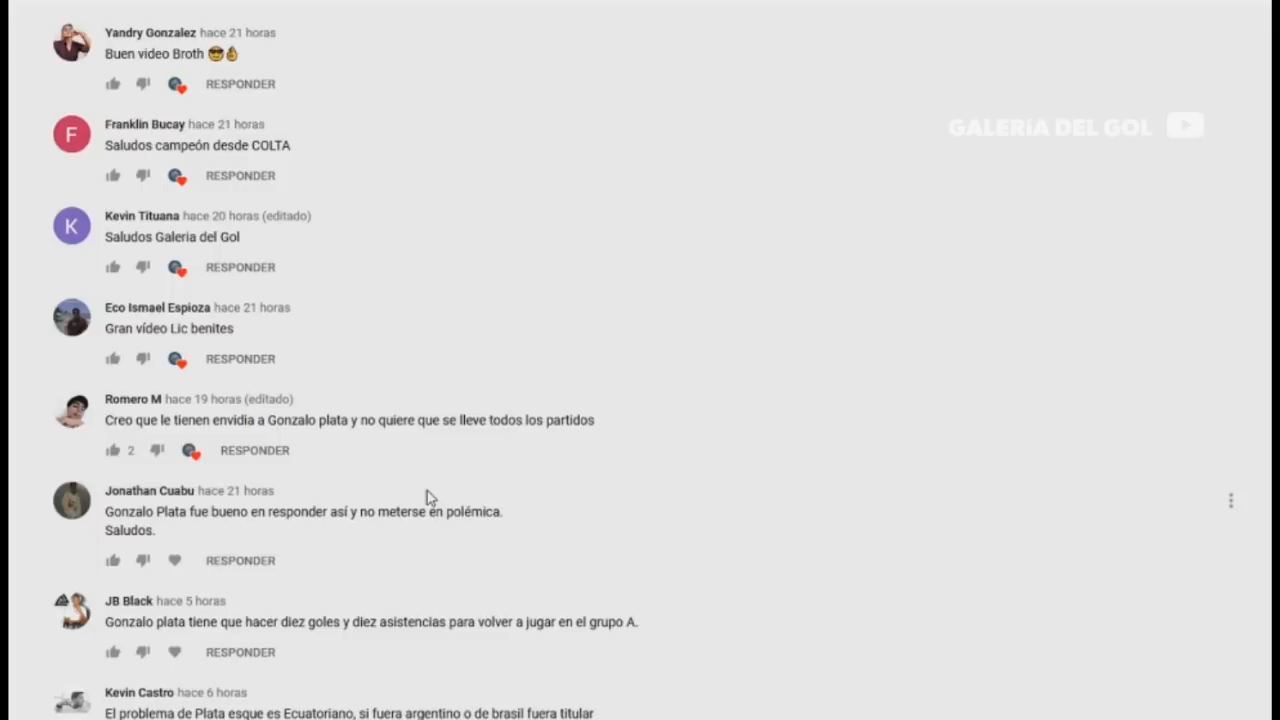 Yandry Gonzalez hace 21 horas
Buen video Broth 😎👌
RESPONDER
GALERÍA DEL GOL
Franklin Bucay hace 21 horas
F
Saludos campeón desde COLTA
RESPONDER
Kevin Tituana hace 20 horas (editado)
K
Saludos Galeria del Gol
RESPONDER
Eco Ismael Espioza hace 21 horas
Gran vídeo Lic benites
RESPONDER
Romero M hace 19 horas (editado)
Creo que le tienen envidia a Gonzalo plata y no quiere que se lleve todos los partidos
2 RESPONDER
Jonathan Cuabu hace 21 horas
Gonzalo Plata fue bueno en responder así y no meterse en polémica.
Saludos.
RESPONDER
JB Black hace 5 horas
Gonzalo plata tiene que hacer diez goles y diez asistencias para volver a jugar en el grupo A.
RESPONDER
Kevin Castro hace 6 horas
El problema de Plata esque es Ecuatoriano, si fuera argentino o de brasil fuera titular